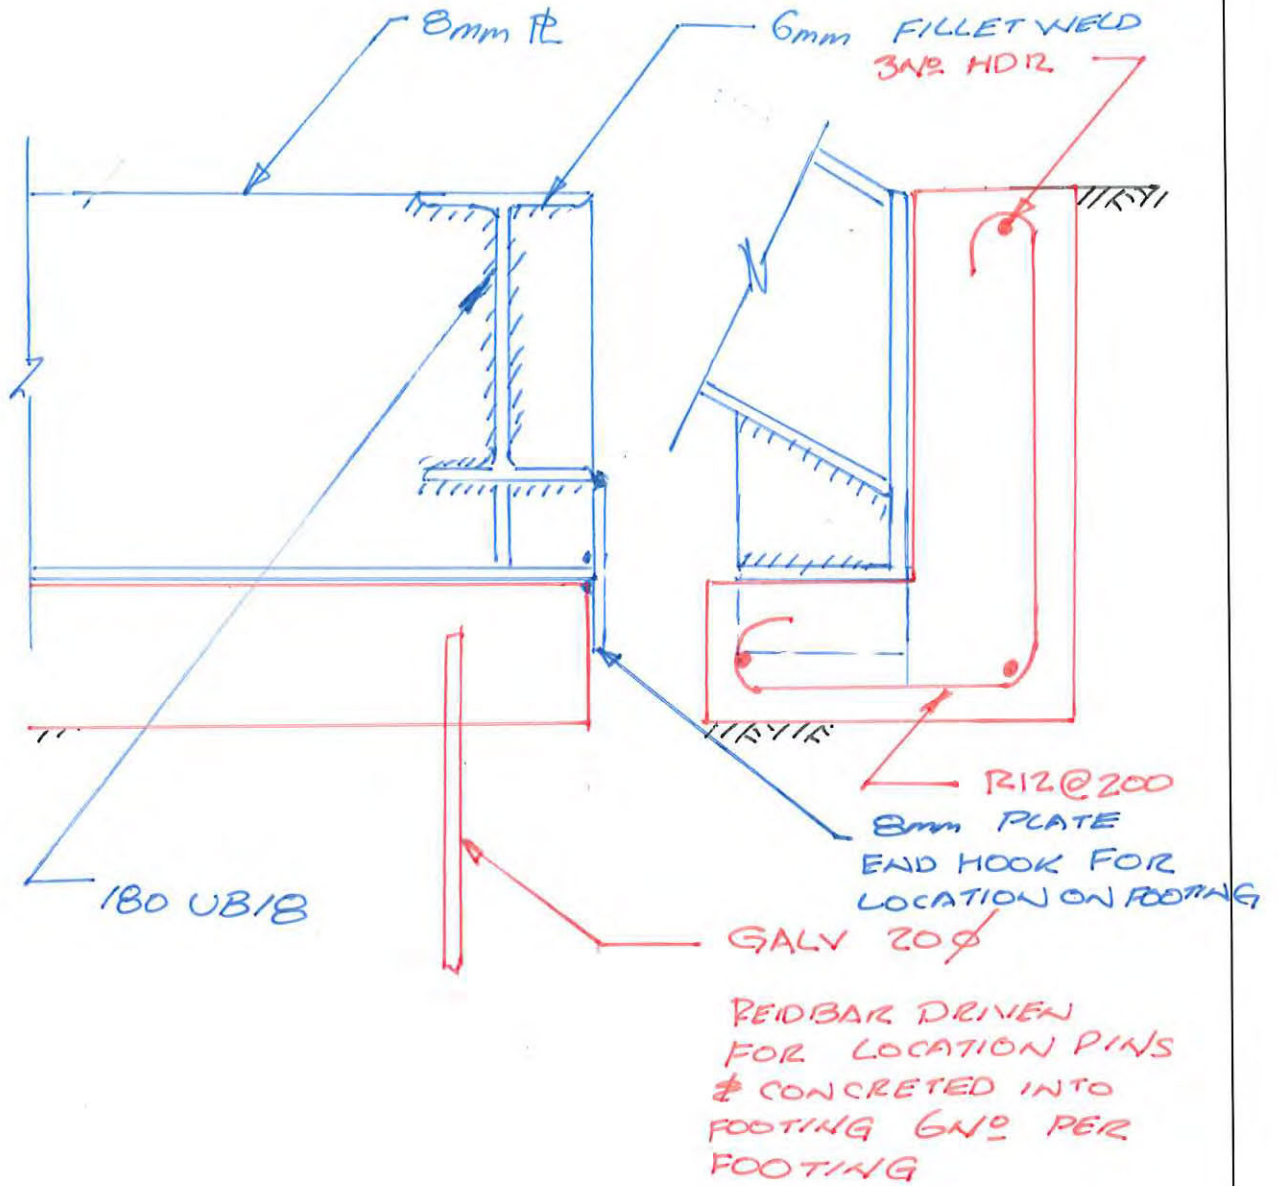 8mm PL
6mm FILLET WELD
3Nº HD12
R12@200
8mm PLATE
END HOOK FOR
LOCATION ON FOOTING
180 UB18
GALV 20ϕ
REIDBAR DRIVEN
FOR LOCATION PINS
& CONCRETED INTO
FOOTING 6Nº PER
FOOTING